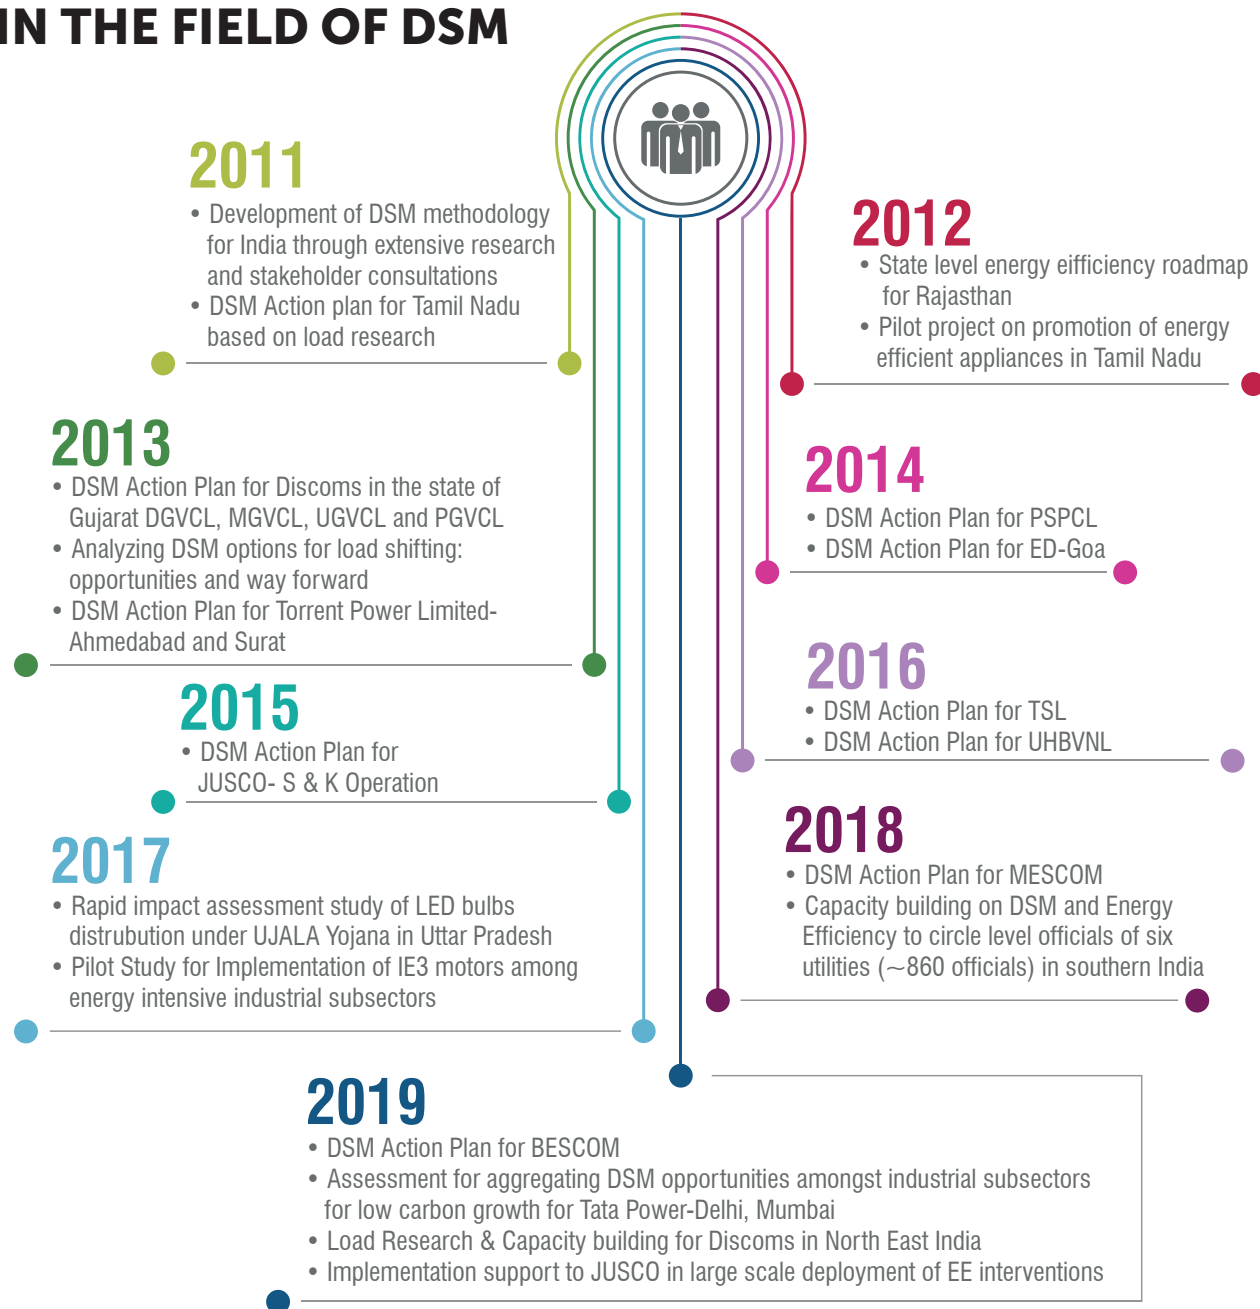 IN THE FIELD OF DSM
2011
• Development of DSM methodology
for India through extensive research
and stakeholder consultations
• DSM Action plan for Tamil Nadu
based on load research
2012
• State level energy eifficiency roadmap
for Rajasthan
• Pilot project on promotion of energy
efficient appliances in Tamil Nadu
2013
• DSM Action Plan for Discoms in the state of
Gujarat DGVCL, MGVCL, UGVCL and PGVCL
• Analyzing DSM options for load shifting:
opportunities and way forward
• DSM Action Plan for Torrent Power Limited-
Ahmedabad and Surat
2014
• DSM Action Plan for PSPCL
• DSM Action Plan for ED-Goa
2015
• DSM Action Plan for
JUSCO- S & K Operation
2016
• DSM Action Plan for TSL
• DSM Action Plan for UHBVNL
2017
• Rapid impact assessment study of LED bulbs
distrubution under UJALA Yojana in Uttar Pradesh
• Pilot Study for Implementation of IE3 motors among
energy intensive industrial subsectors
2018
• DSM Action Plan for MESCOM
• Capacity building on DSM and Energy
Efficiency to circle level officials of six
utilities (~860 officials) in southern India
2019
• DSM Action Plan for BESCOM
• Assessment for aggregating DSM opportunities amongst industrial subsectors
for low carbon growth for Tata Power-Delhi, Mumbai
• Load Research & Capacity building for Discoms in North East India
• Implementation support to JUSCO in large scale deployment of EE interventions